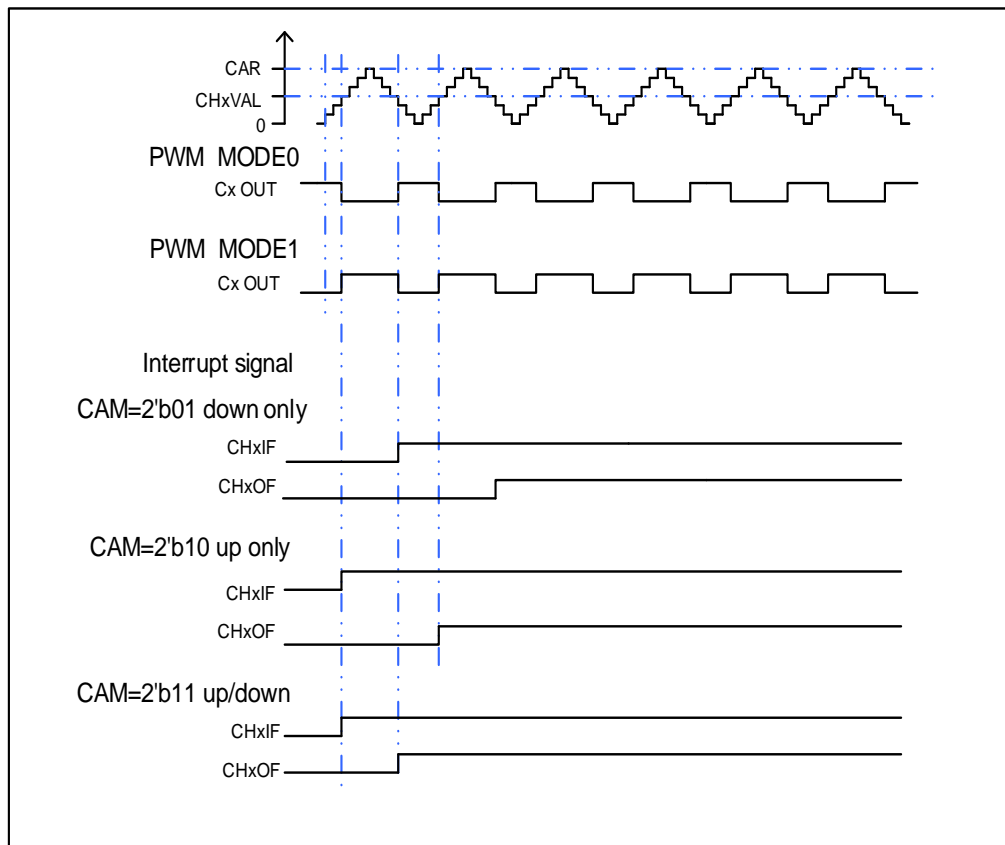 CAR
CHxVAL
0
PWM MODE0
Cx OUT
PWM MODE1
Cx OUT
Interrupt signal
CAM=2'b01 down only
CHxIF
CHxOF
CAM=2'b10 up only
CHxIF
CHxOF
CAM=2'b11 up/down
CHxIF
CHxOF